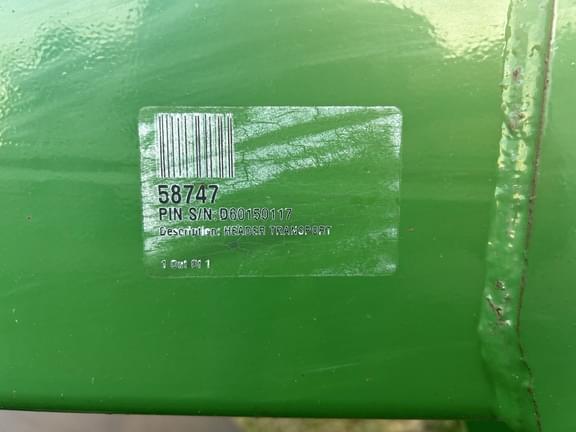 58747
PIN S/N: D60150117
Description: HEADER TRANSPORT
1 Out Of 1